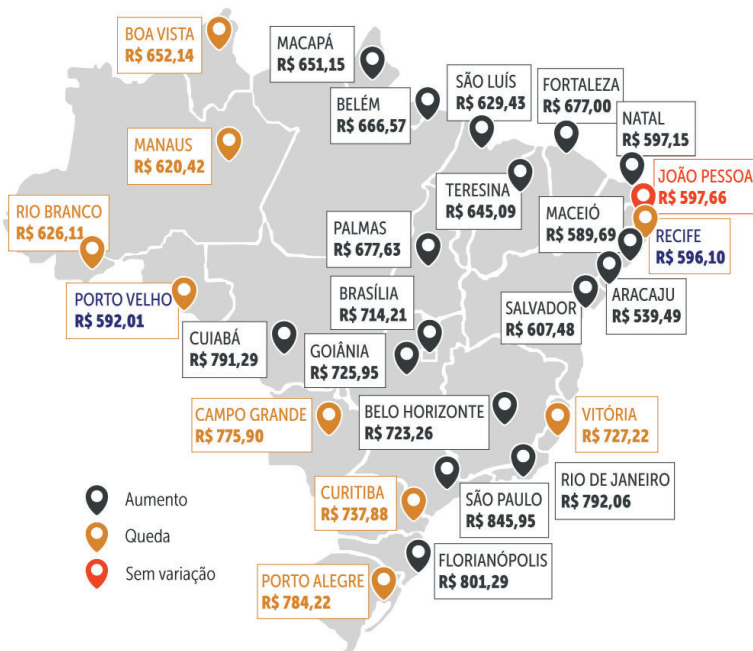 BOA VISTA
R$ 652,14
MACAPÁ
R$ 651,15
BELÉM
R$ 666,57
SÃO LUÍS
R$ 629,43
FORTALEZA
R$ 677,00
NATAL
R$ 597,15
MANAUS
R$ 620,42
TERESINA
R$ 645,09
JOÃO PESSOA
R$ 597,66
RIO BRANCO
R$ 626,11
PALMAS
R$ 677,63
MACEIÓ
R$ 589,69
RECIFE
R$ 596,10
PORTO VELHO
R$ 592,01
BRASÍLIA
R$ 714,21
SALVADOR
R$ 607,48
ARACAJU
R$ 539,49
CUIABÁ
R$ 791,29
GOIÂNIA
R$ 725,95
CAMPO GRANDE
R$ 775,90
BELO HORIZONTE
R$ 723,26
VITÓRIA
R$ 727,22
CURITIBA
R$ 737,88
SÃO PAULO
R$ 845,95
RIO DE JANEIRO
R$ 792,06
FLORIANÓPOLIS
R$ 801,29
PORTO ALEGRE
R$ 784,22
Aumento
Queda
Sem variação